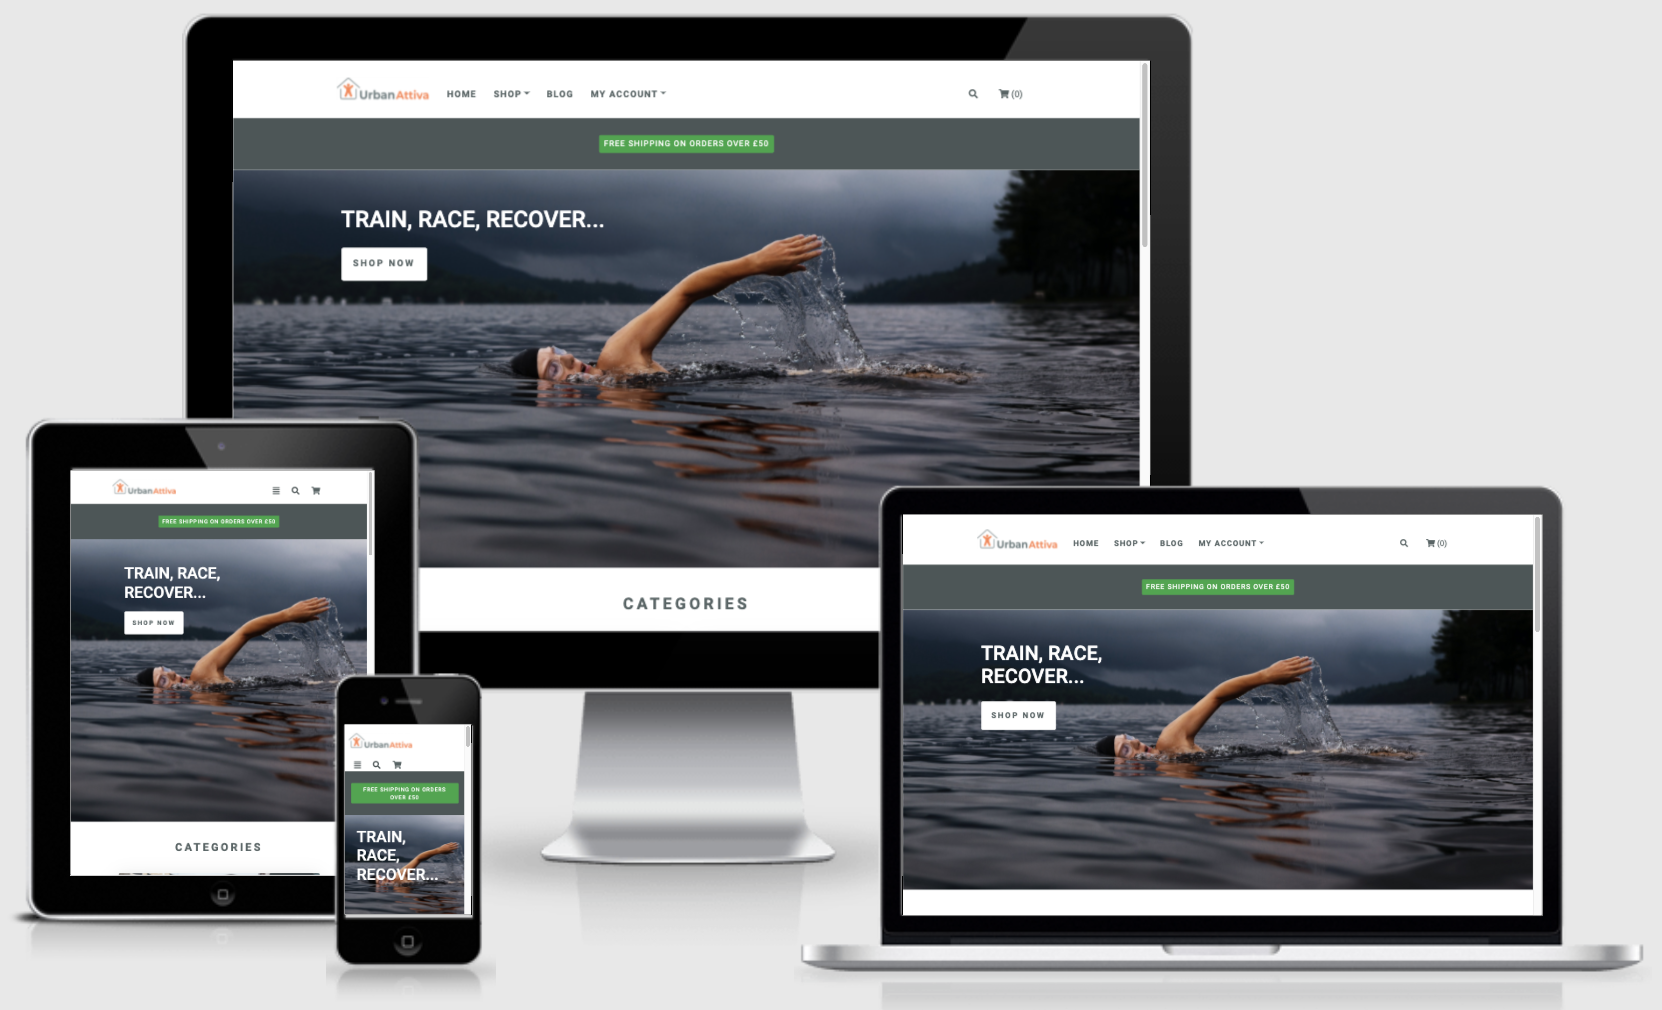 UrbanAttiva HOME SHOP BLOG MY ACCOUNT (0)
FREE SHIPPING ON ORDERS OVER £50
TRAIN, RACE, RECOVER...
SHOP NOW
CATEGORIES
UrbanAttiva
FREE SHIPPING ON ORDERS OVER £50
TRAIN, RACE,
RECOVER...
SHOP NOW
CATEGORIES
UrbanAttiva
FREE SHIPPING ON ORDERS
OVER £50
TRAIN,
RACE,
RECOVER...
UrbanAttiva HOME SHOP BLOG MY ACCOUNT (0)
FREE SHIPPING ON ORDERS OVER £50
TRAIN, RACE,
RECOVER...
SHOP NOW